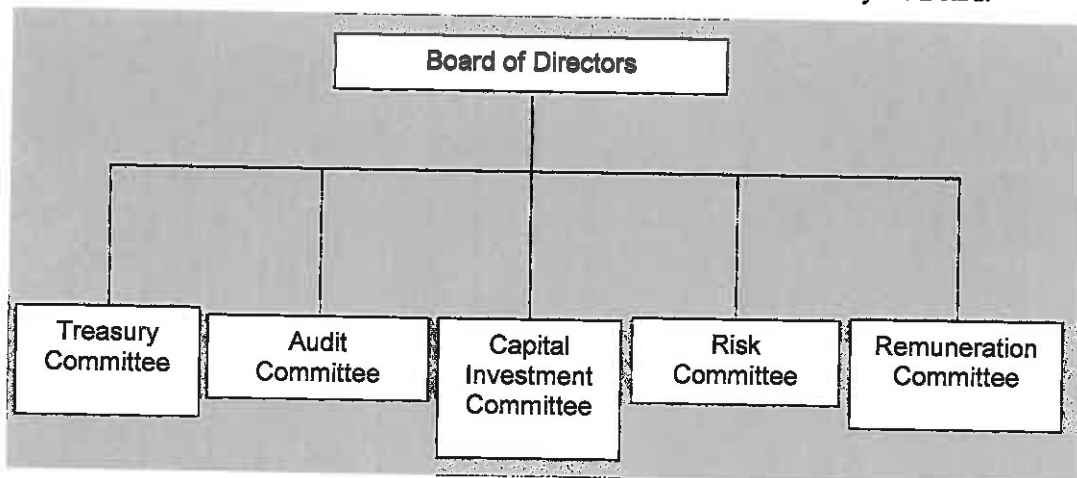 Board of Directors
Treasury
Committee
Audit
Committee
Capital
Investment
Committee
Risk
Committee
Remuneration
Committee